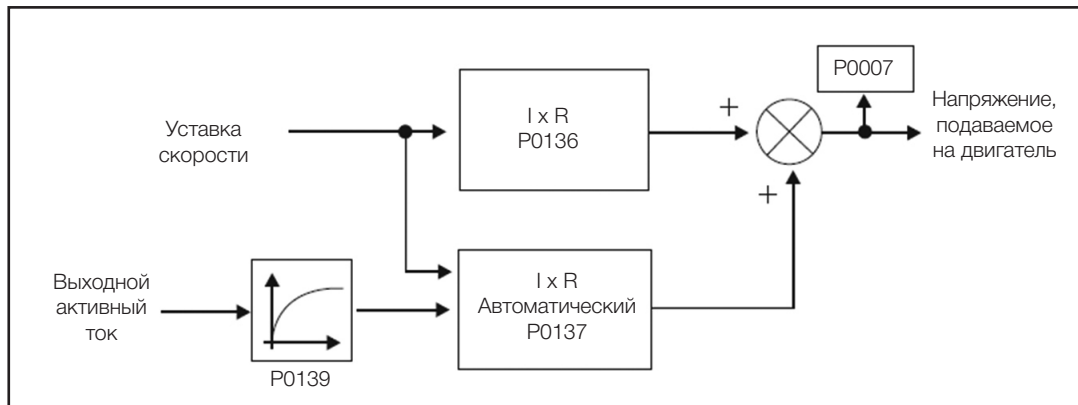 P0007
Уставка
скорости
I x R
P0136
+
Напряжение,
подаваемое
на двигатель
+
Выходной
активный
ток
P0139
I x R
Автоматический
P0137